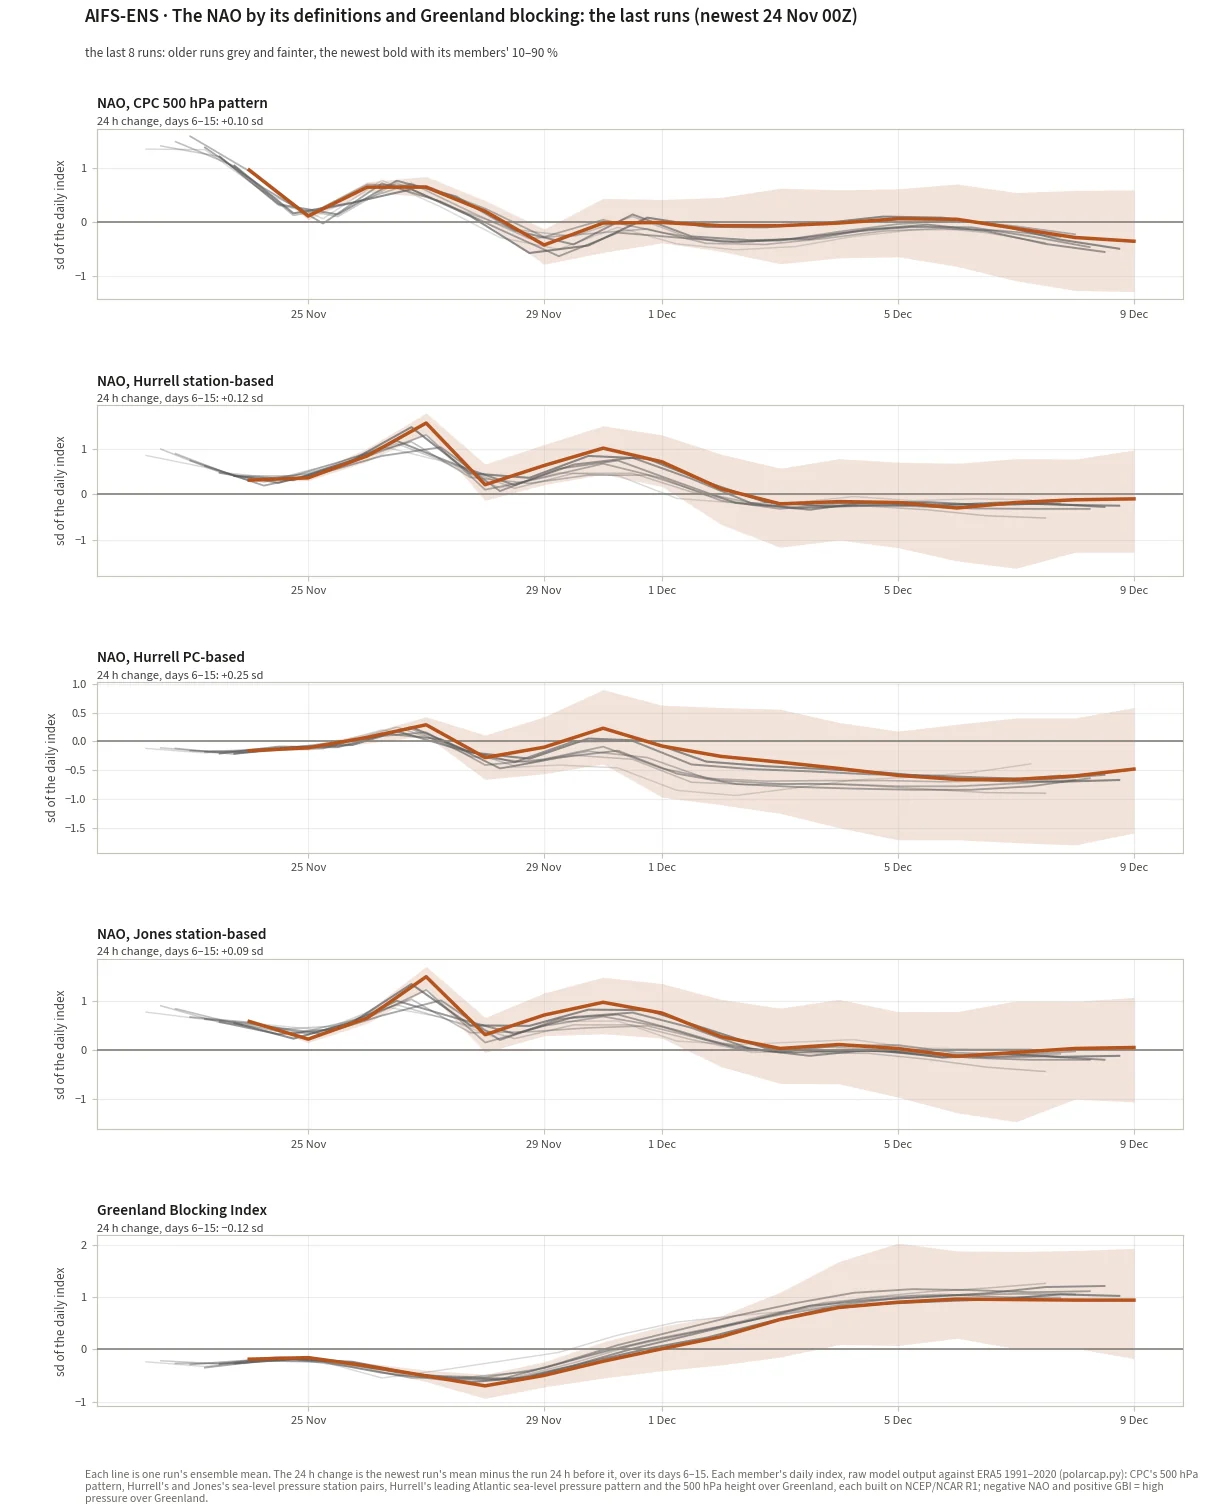 AIFS-ENS · The NAO by its definitions and Greenland blocking: the last runs (newest 24 Nov 00Z)
the last 8 runs: older runs grey and fainter, the newest bold with its members' 10–90 %
NAO, CPC 500 hPa pattern
24 h change, days 6–15: +0.10 sd
sd of the daily index
1
0
−1
25 Nov
29 Nov
1 Dec
5 Dec
9 Dec
NAO, Hurrell station-based
24 h change, days 6–15: +0.12 sd
sd of the daily index
1
0
−1
25 Nov
29 Nov
1 Dec
5 Dec
9 Dec
NAO, Hurrell PC-based
24 h change, days 6–15: +0.25 sd
sd of the daily index
1.0
0.5
0.0
−0.5
−1.0
−1.5
25 Nov
29 Nov
1 Dec
5 Dec
9 Dec
NAO, Jones station-based
24 h change, days 6–15: +0.09 sd
sd of the daily index
1
0
−1
25 Nov
29 Nov
1 Dec
5 Dec
9 Dec
Greenland Blocking Index
24 h change, days 6–15: −0.12 sd
sd of the daily index
2
1
0
−1
25 Nov
29 Nov
1 Dec
5 Dec
9 Dec
Each line is one run's ensemble mean. The 24 h change is the newest run's mean minus the run 24 h before it, over its days 6–15. Each member's daily index, raw model output against ERA5 1991–2020 (polarcap.py): CPC's 500 hPa
pattern, Hurrell's and Jones's sea-level pressure station pairs, Hurrell's leading Atlantic sea-level pressure pattern and the 500 hPa height over Greenland, each built on NCEP/NCAR R1; negative NAO and positive GBI = high
pressure over Greenland.